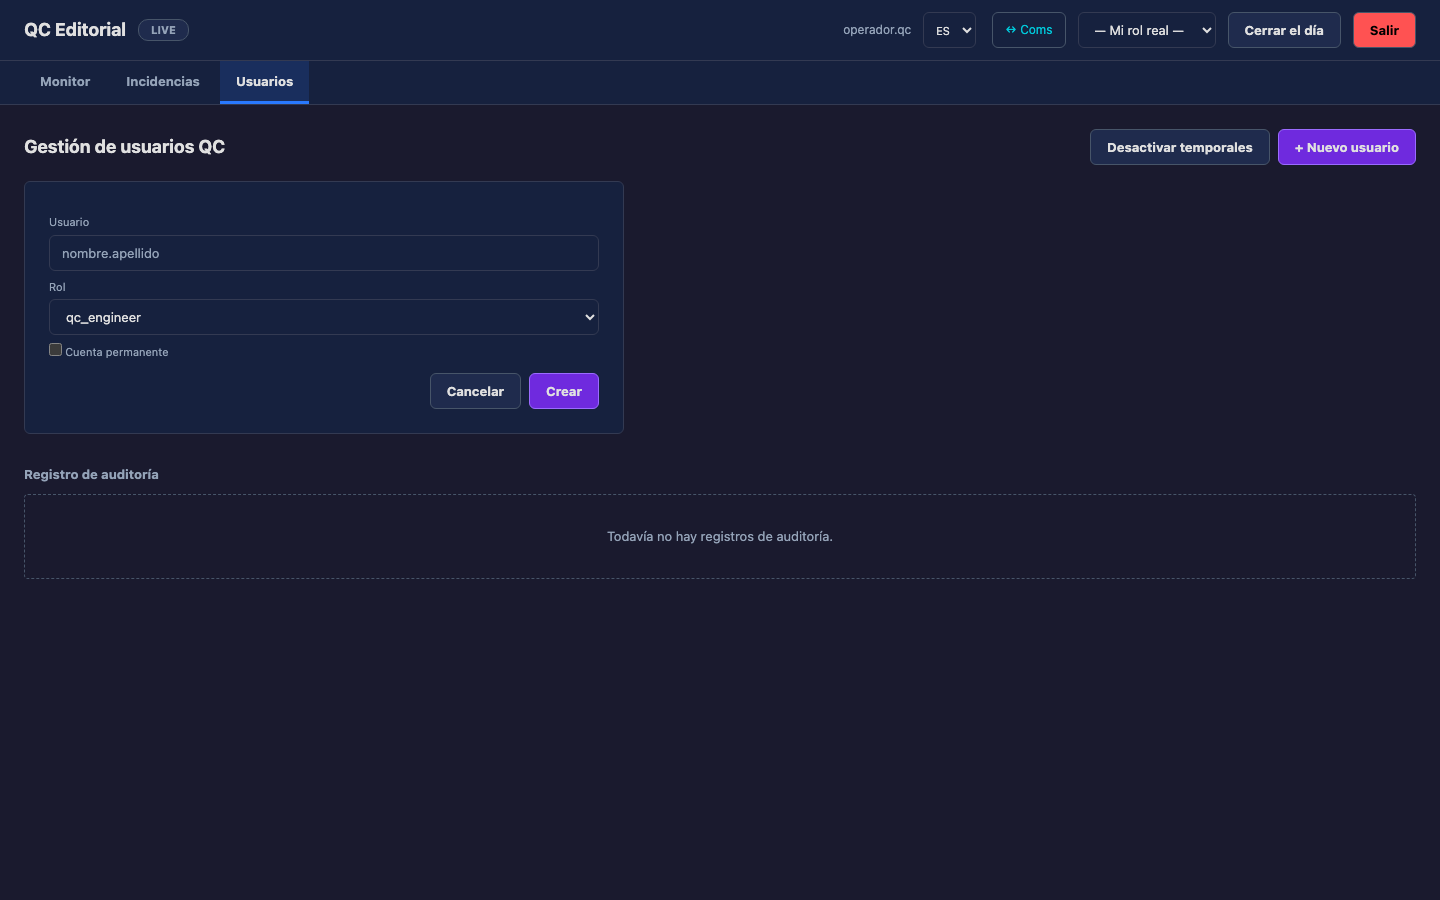 QC Editorial
LIVE
operador.qc
ES
↔ Coms
— Mi rol real —
Cerrar el día
Salir
Monitor
Incidencias
Usuarios
Gestión de usuarios QC
Desactivar temporales
+ Nuevo usuario
Usuario
nombre.apellido
Rol
qc_engineer
Cuenta permanente
Cancelar
Crear
Registro de auditoría
Todavía no hay registros de auditoría.